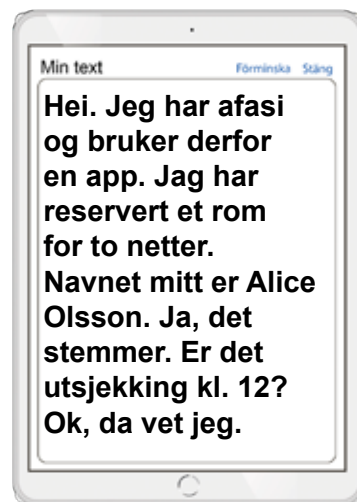 Min text Förminska Stäng
Hei. Jeg har afasi
og bruker derfor
en app. Jag har
reservert et rom
for to netter.
Navnet mitt er Alice
Olsson. Ja, det
stemmer. Er det
utsjekking kl. 12?
Ok, da vet jeg.